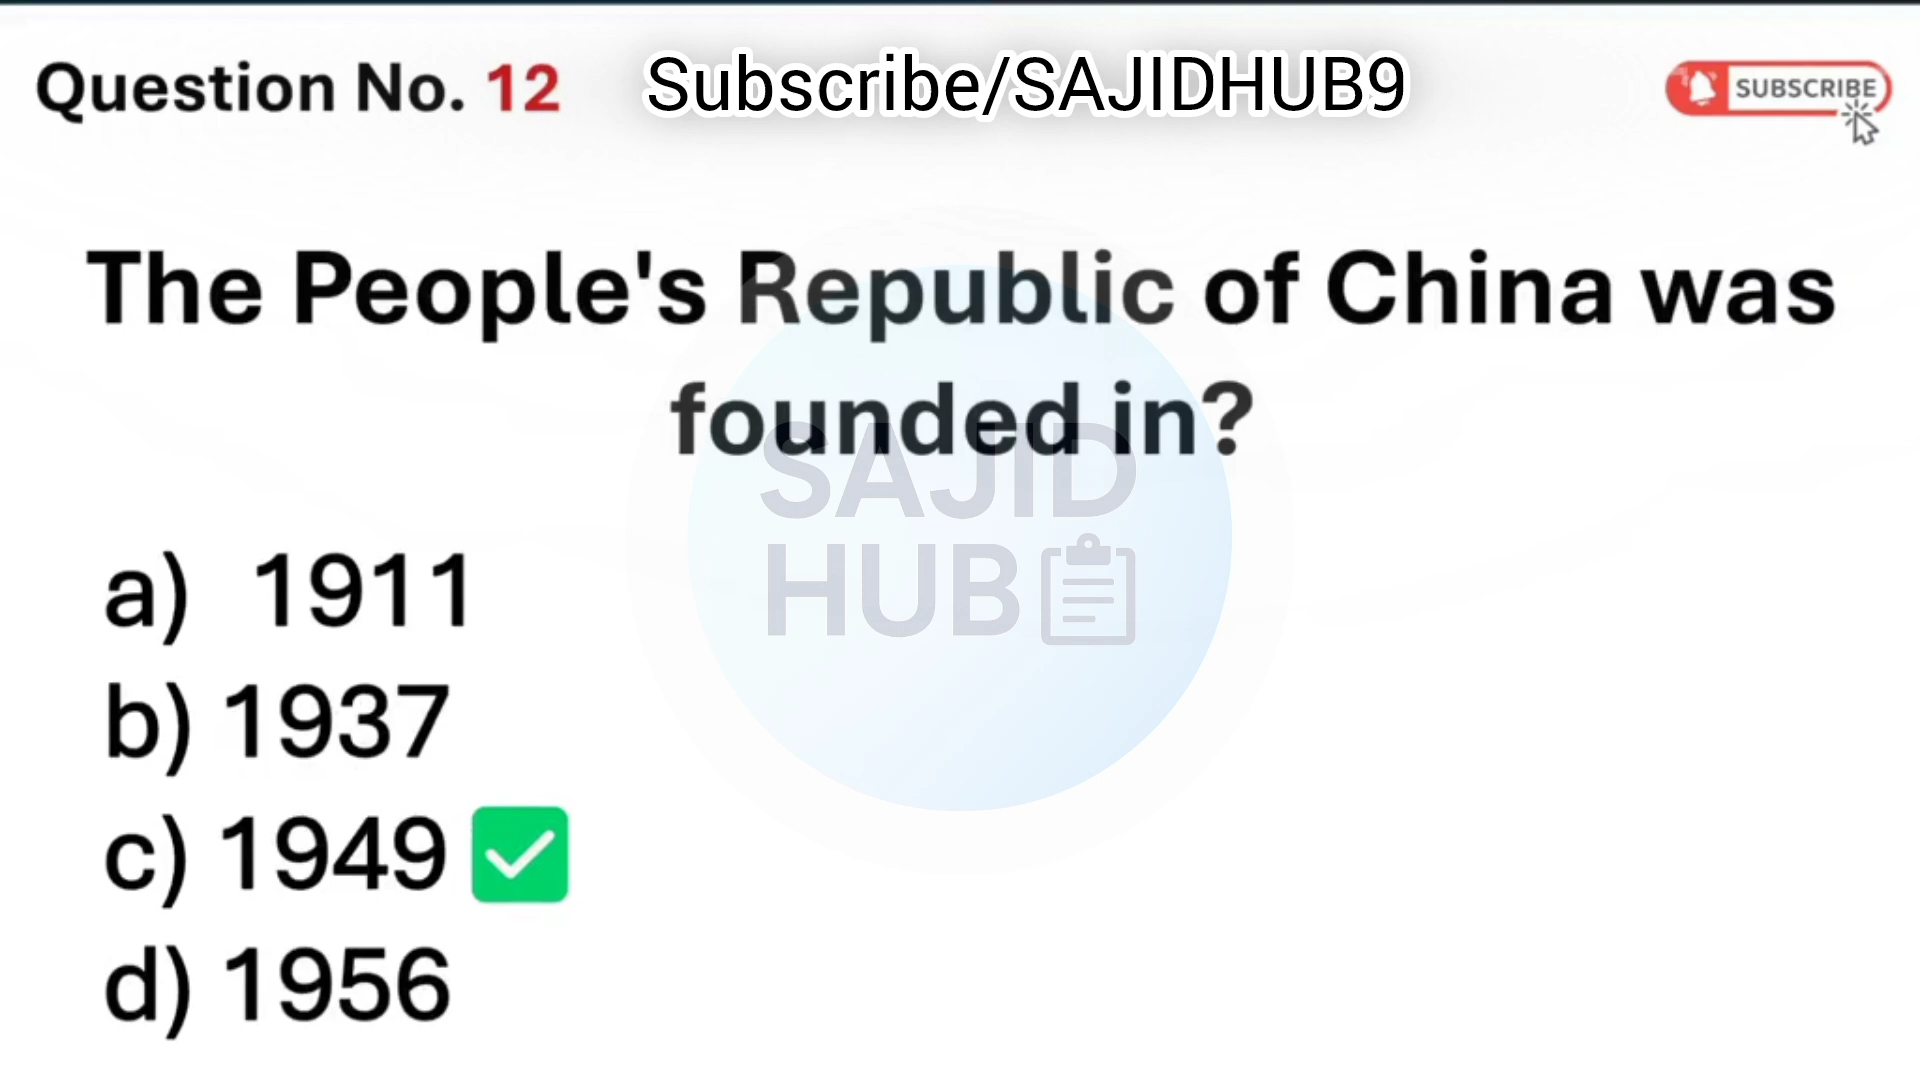 Question No. 12 Subscribe/SAJIDHUB9 SUBSCRIBE
The People's Republic of China was
founded in?
SAJID
HUB
a) 1911
b) 1937
c) 1949
d) 1956